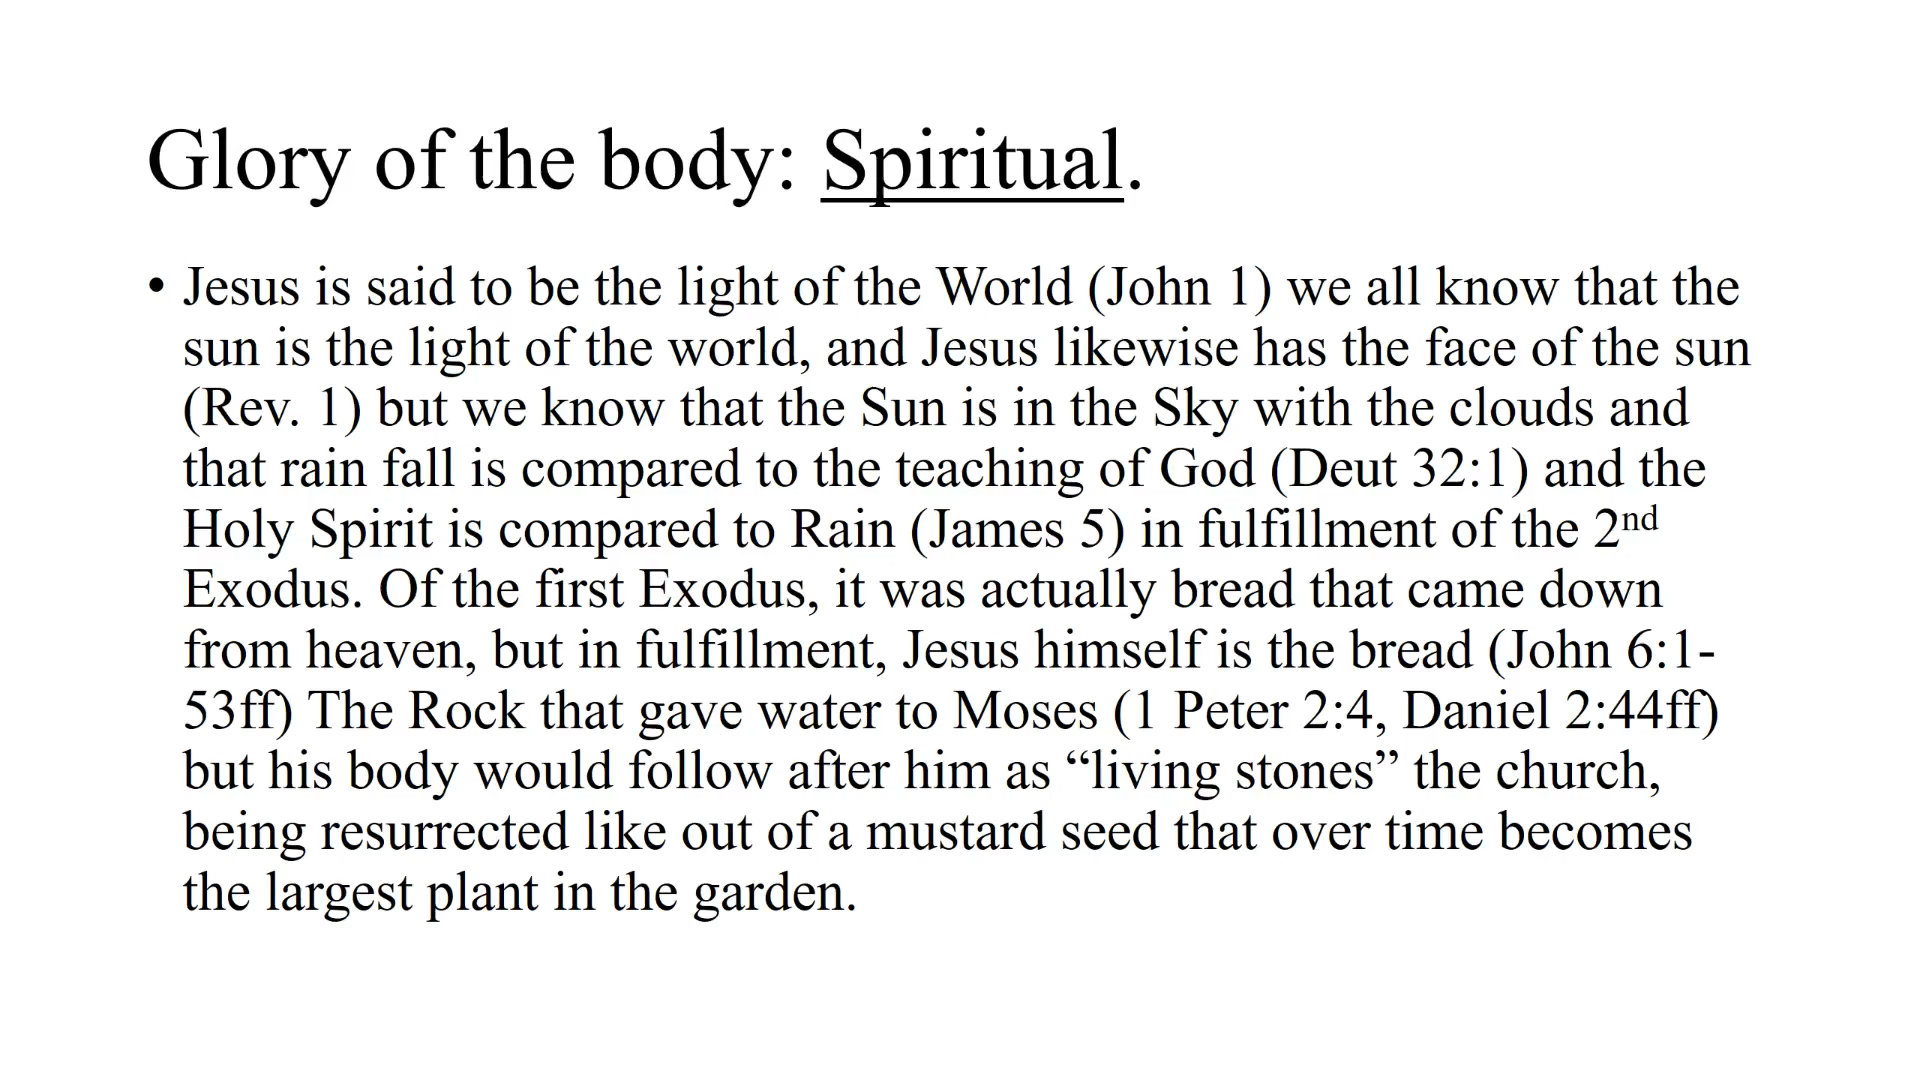 Glory of the body: Spiritual.
• Jesus is said to be the light of the World (John 1) we all know that the
sun is the light of the world, and Jesus likewise has the face of the sun
(Rev. 1) but we know that the Sun is in the Sky with the clouds and
that rain fall is compared to the teaching of God (Deut 32:1) and the
Holy Spirit is compared to Rain (James 5) in fulfillment of the 2nd
Exodus. Of the first Exodus, it was actually bread that came down
from heaven, but in fulfillment, Jesus himself is the bread (John 6:1-
53ff) The Rock that gave water to Moses (1 Peter 2:4, Daniel 2:44ff)
but his body would follow after him as “living stones” the church,
being resurrected like out of a mustard seed that over time becomes
the largest plant in the garden.